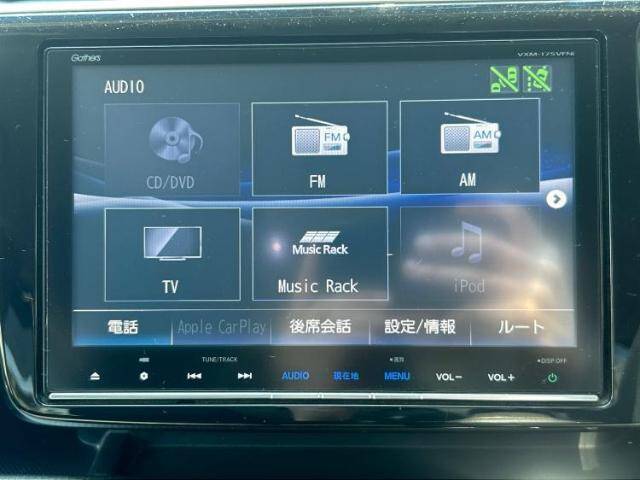 Gathers
VXM-175VFNi
AUDIO
CD/DVD
FM
FM
AM
AM
TV
Music Rack
Music Rack
iPod
電話
Apple CarPlay
後席会話
設定/情報
ルート
TUNE/TRACK
DISP OFF
AUDIO
現在地
MENU
VOL−
VOL+